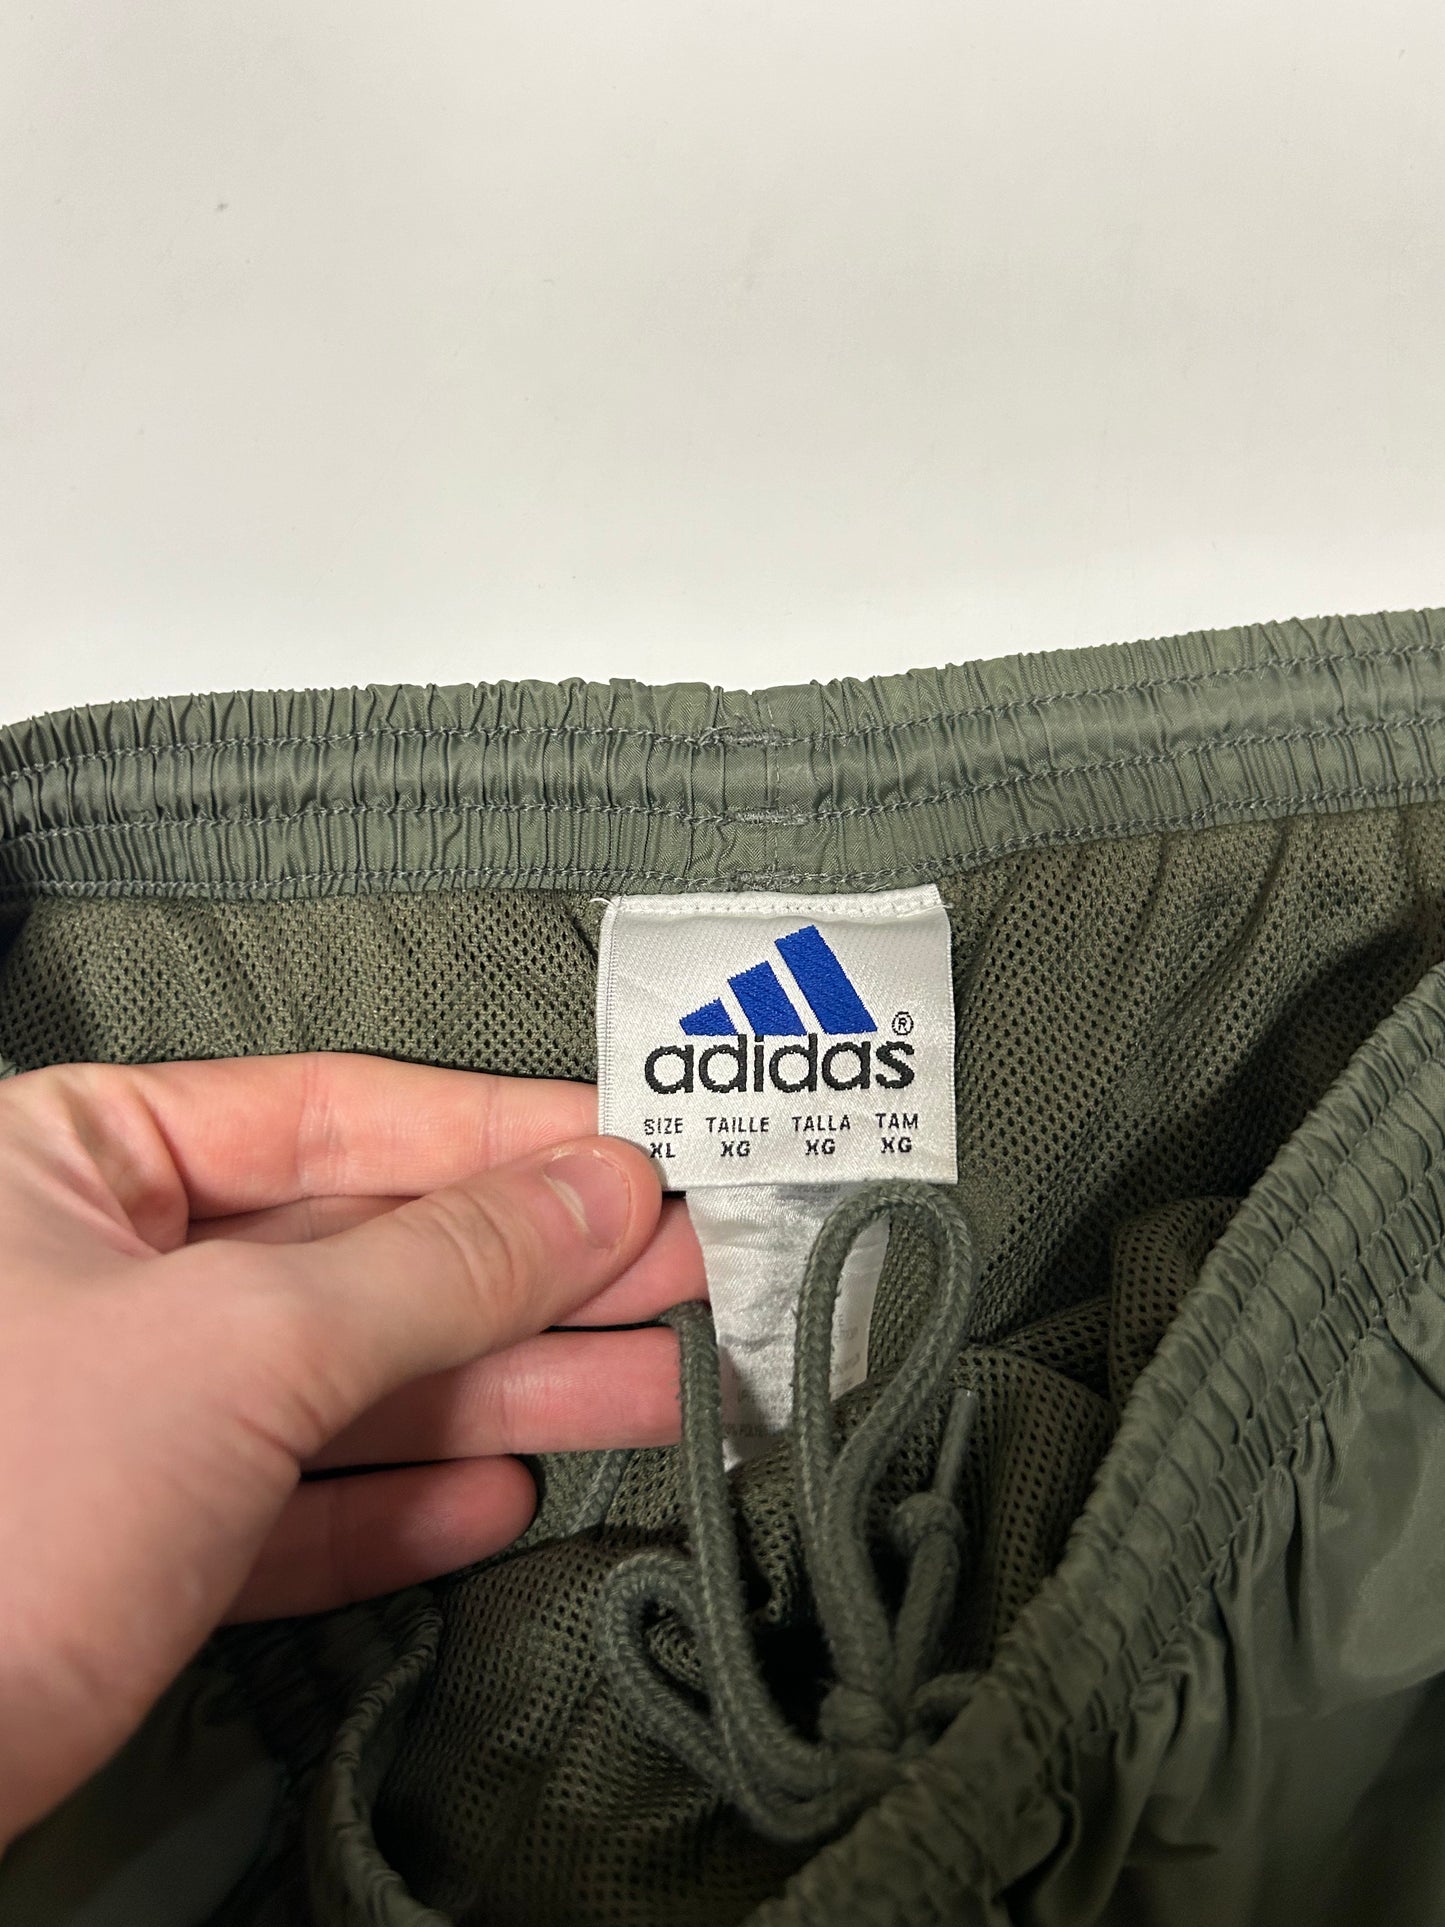 adidas®
SIZE TAILLE TALLA TAM
XL XG XG XG